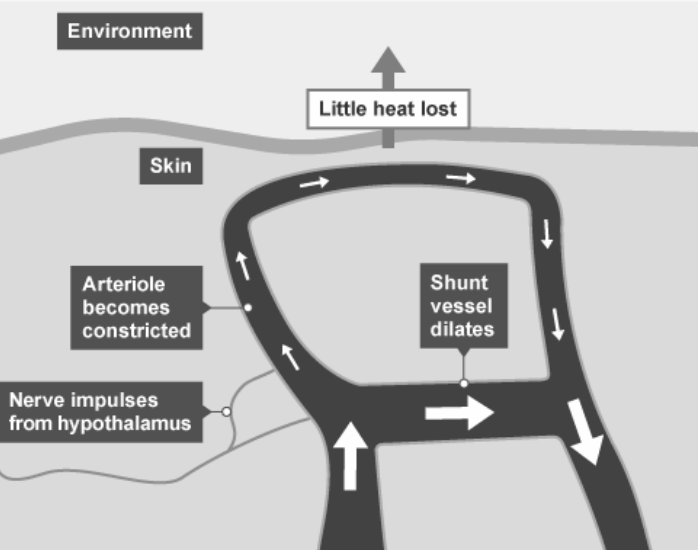 Environment
Little heat lost
Skin
Arteriole
becomes
constricted
Shunt
vessel
dilates
Nerve impulses
from hypothalamus